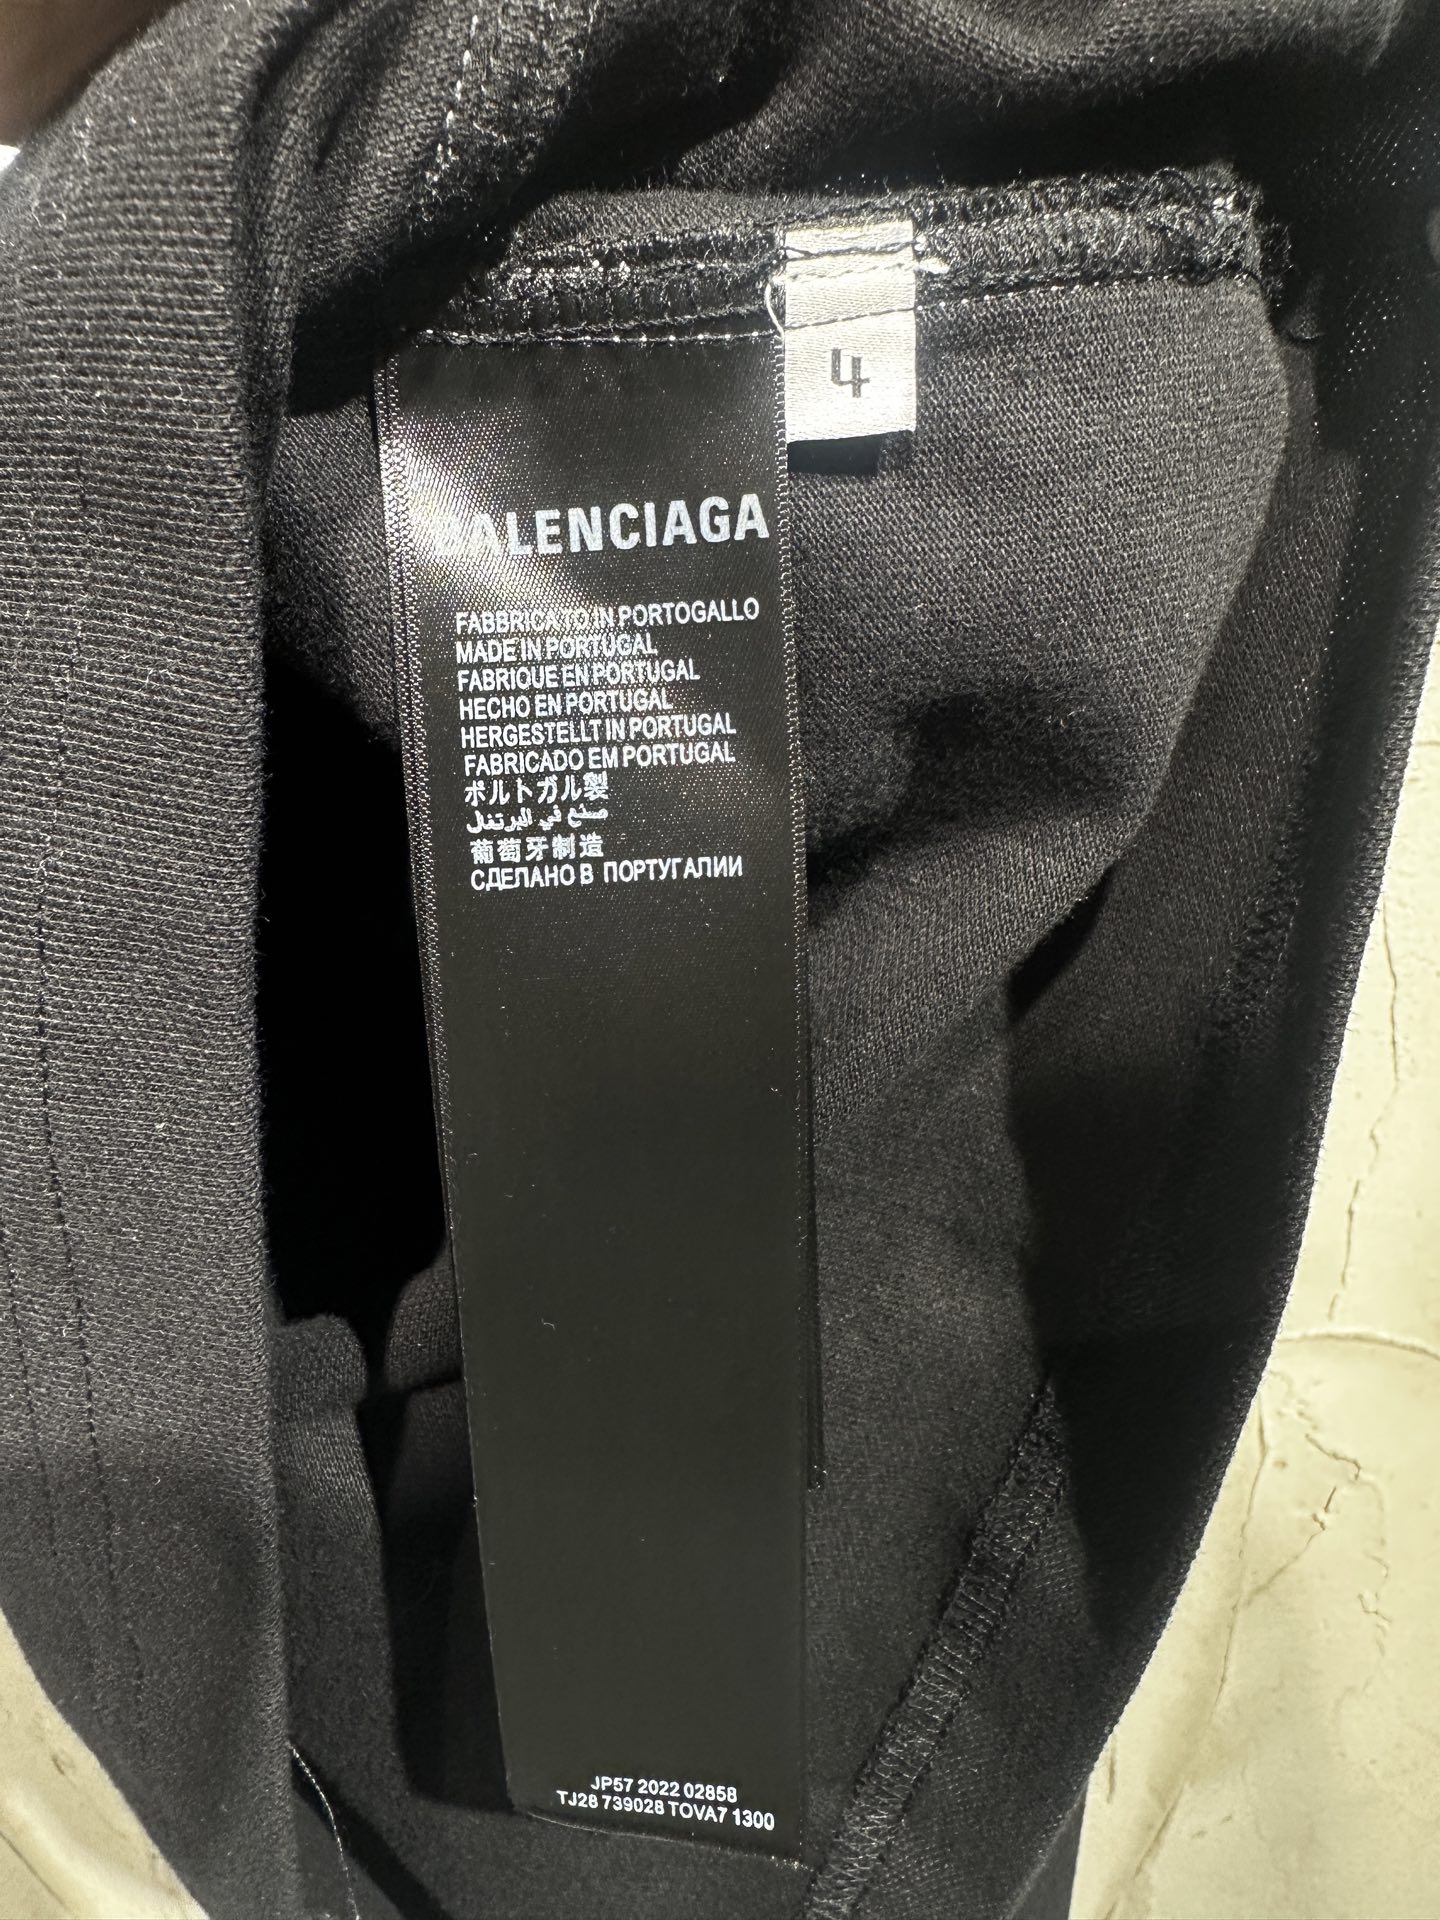 4
BALENCIAGA
FABBRICATO IN PORTOGALLO
MADE IN PORTUGAL
FABRIQUE EN PORTUGAL
HECHO EN PORTUGAL
HERGESTELLT IN PORTUGAL
FABRICADO EM PORTUGAL
ポルトガル製
صنع في البرتغال
葡萄牙制造
СДЕЛАНО В ПОРТУГАЛИИ
JP57 2022 02858
TJ28 739028 TOVA7 1300